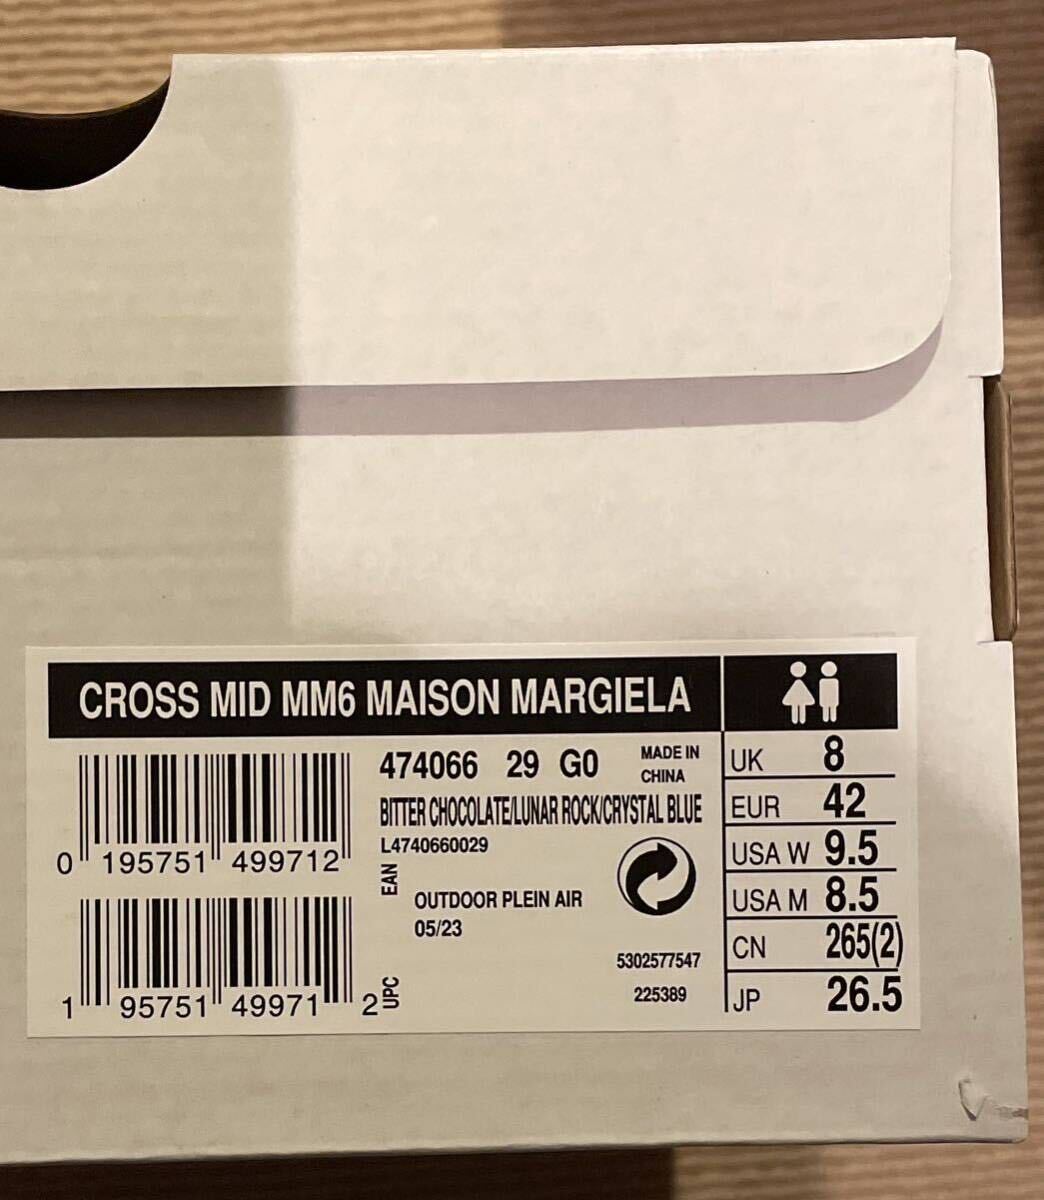 CROSS MID MM6 MAISON MARGIELA
474066 29 G0
MADE IN
CHINA
BITTER CHOCOLATE/LUNAR ROCK/CRYSTAL BLUE
L4740660029
0 195751 499712
EAN
OUTDOOR PLEIN AIR
05/23
5302577547
225389
1 95751 49971 2
UPC
UK 8
EUR 42
USA W 9.5
USA M 8.5
CN 265(2)
JP 26.5